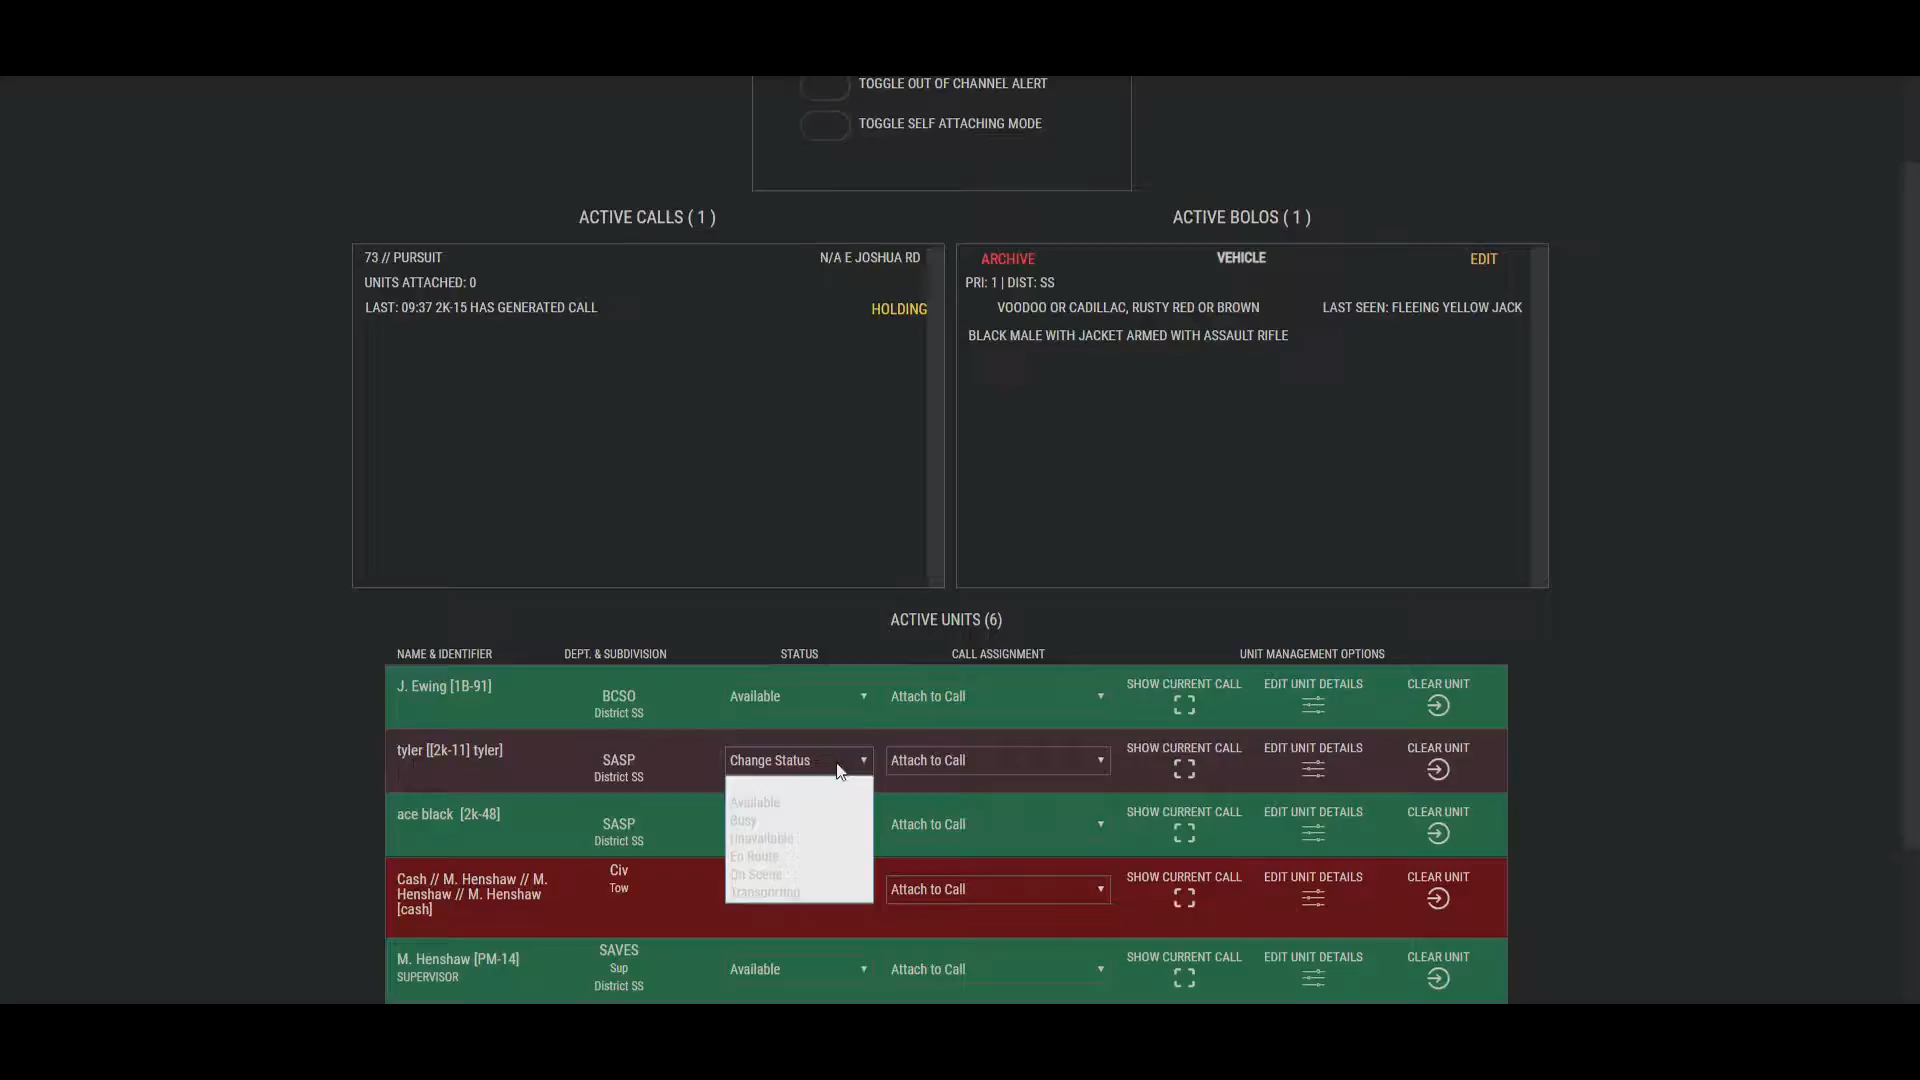 TOGGLE OUT OF CHANNEL ALERT
TOGGLE SELF ATTACHING MODE
ACTIVE CALLS ( 1 )
73 // PURSUIT
N/A E JOSHUA RD
UNITS ATTACHED: 0
LAST: 09:37 2K-15 HAS GENERATED CALL
HOLDING
ACTIVE BOLOS ( 1 )
ARCHIVE
VEHICLE
EDIT
PRI: 1 | DIST: SS
VOODOO OR CADILLAC, RUSTY RED OR BROWN
LAST SEEN: FLEEING YELLOW JACK
BLACK MALE WITH JACKET ARMED WITH ASSAULT RIFLE
ACTIVE UNITS (6)
NAME & IDENTIFIER
DEPT. & SUBDIVISION
STATUS
CALL ASSIGNMENT
UNIT MANAGEMENT OPTIONS
J. Ewing [1B-91]
BCSO
District SS
Available
Attach to Call
SHOW CURRENT CALL
EDIT UNIT DETAILS
CLEAR UNIT
tyler [[2k-11] tyler]
SASP
District SS
Change Status
Attach to Call
SHOW CURRENT CALL
EDIT UNIT DETAILS
CLEAR UNIT
Available
Busy
Unavailable
En Route
On Scene
Transporting
ace black [2k-48]
SASP
District SS
Attach to Call
SHOW CURRENT CALL
EDIT UNIT DETAILS
CLEAR UNIT
Cash // M. Henshaw // M.
Henshaw // M. Henshaw
[cash]
Civ
Tow
Attach to Call
SHOW CURRENT CALL
EDIT UNIT DETAILS
CLEAR UNIT
M. Henshaw [PM-14]
SUPERVISOR
SAVES
Sup
District SS
Available
Attach to Call
SHOW CURRENT CALL
EDIT UNIT DETAILS
CLEAR UNIT